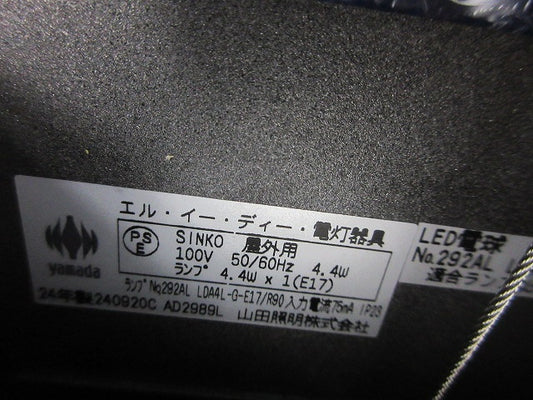 エル・イー・ディー・電灯器具
PSE SINKO 屋外用
100V 50/60Hz 4.4W
ランプ 4.4W x 1(E17)
yamada
ランプ No.292AL LDA4L-G-E17/R90 入力電流75mA IP23
24年製 240920C AD2989L 山田照明株式会社
LED電球
No.292AL
適合ラン